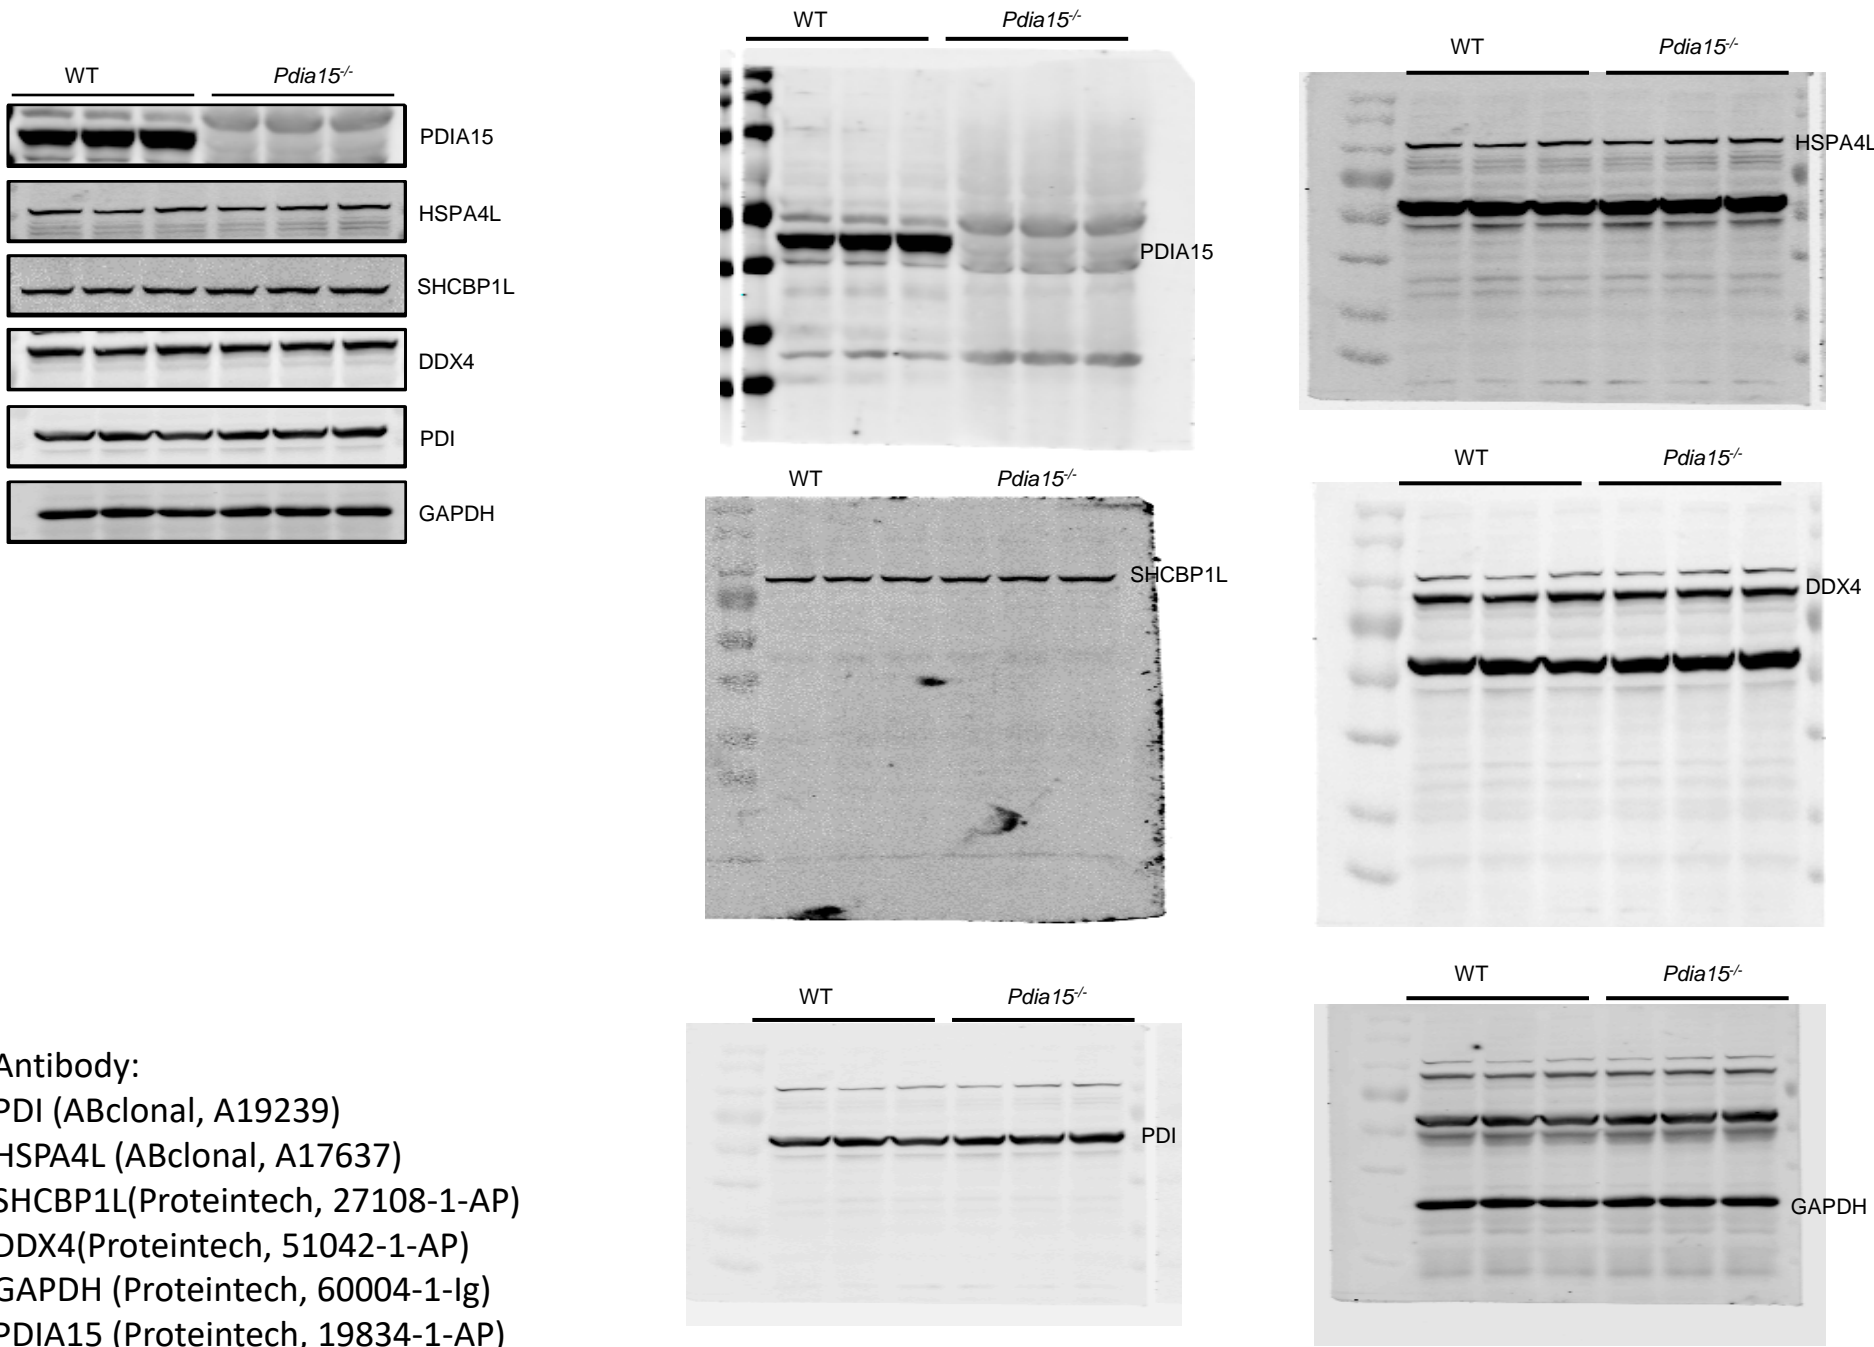 WT Pdia15-/-
PDIA15
HSPA4L
SHCBP1L
DDX4
PDI
GAPDH
WT Pdia15-/-
PDIA15
WT Pdia15-/-
HSPA4L
WT Pdia15-/-
SHCBP1L
WT Pdia15-/-
DDX4
WT Pdia15-/-
PDI
WT Pdia15-/-
GAPDH
Antibody:
PDI (ABclonal, A19239)
HSPA4L (ABclonal, A17637)
SHCBP1L(Proteintech, 27108-1-AP)
DDX4(Proteintech, 51042-1-AP)
GAPDH (Proteintech, 60004-1-Ig)
PDIA15 (Proteintech, 19834-1-AP)